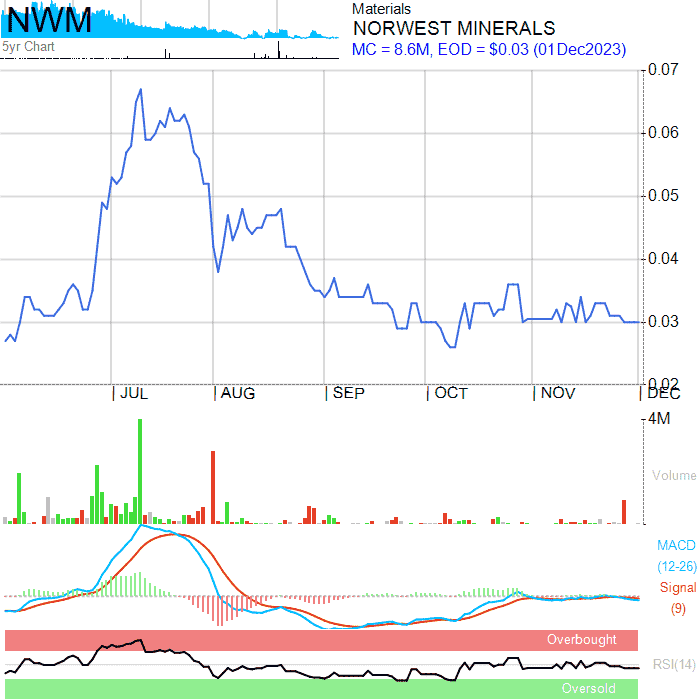 NWM
5yr Chart
Materials
NORWEST MINERALS
MC = 8.6M, EOD = $0.03 (01Dec2023)
0.07
0.06
0.05
0.04
0.03
0.02
JUL
AUG
SEP
OCT
NOV
DEC
4M
Volume
MACD
(12-26)
Signal
(9)
Overbought
RSI(14)
Oversold